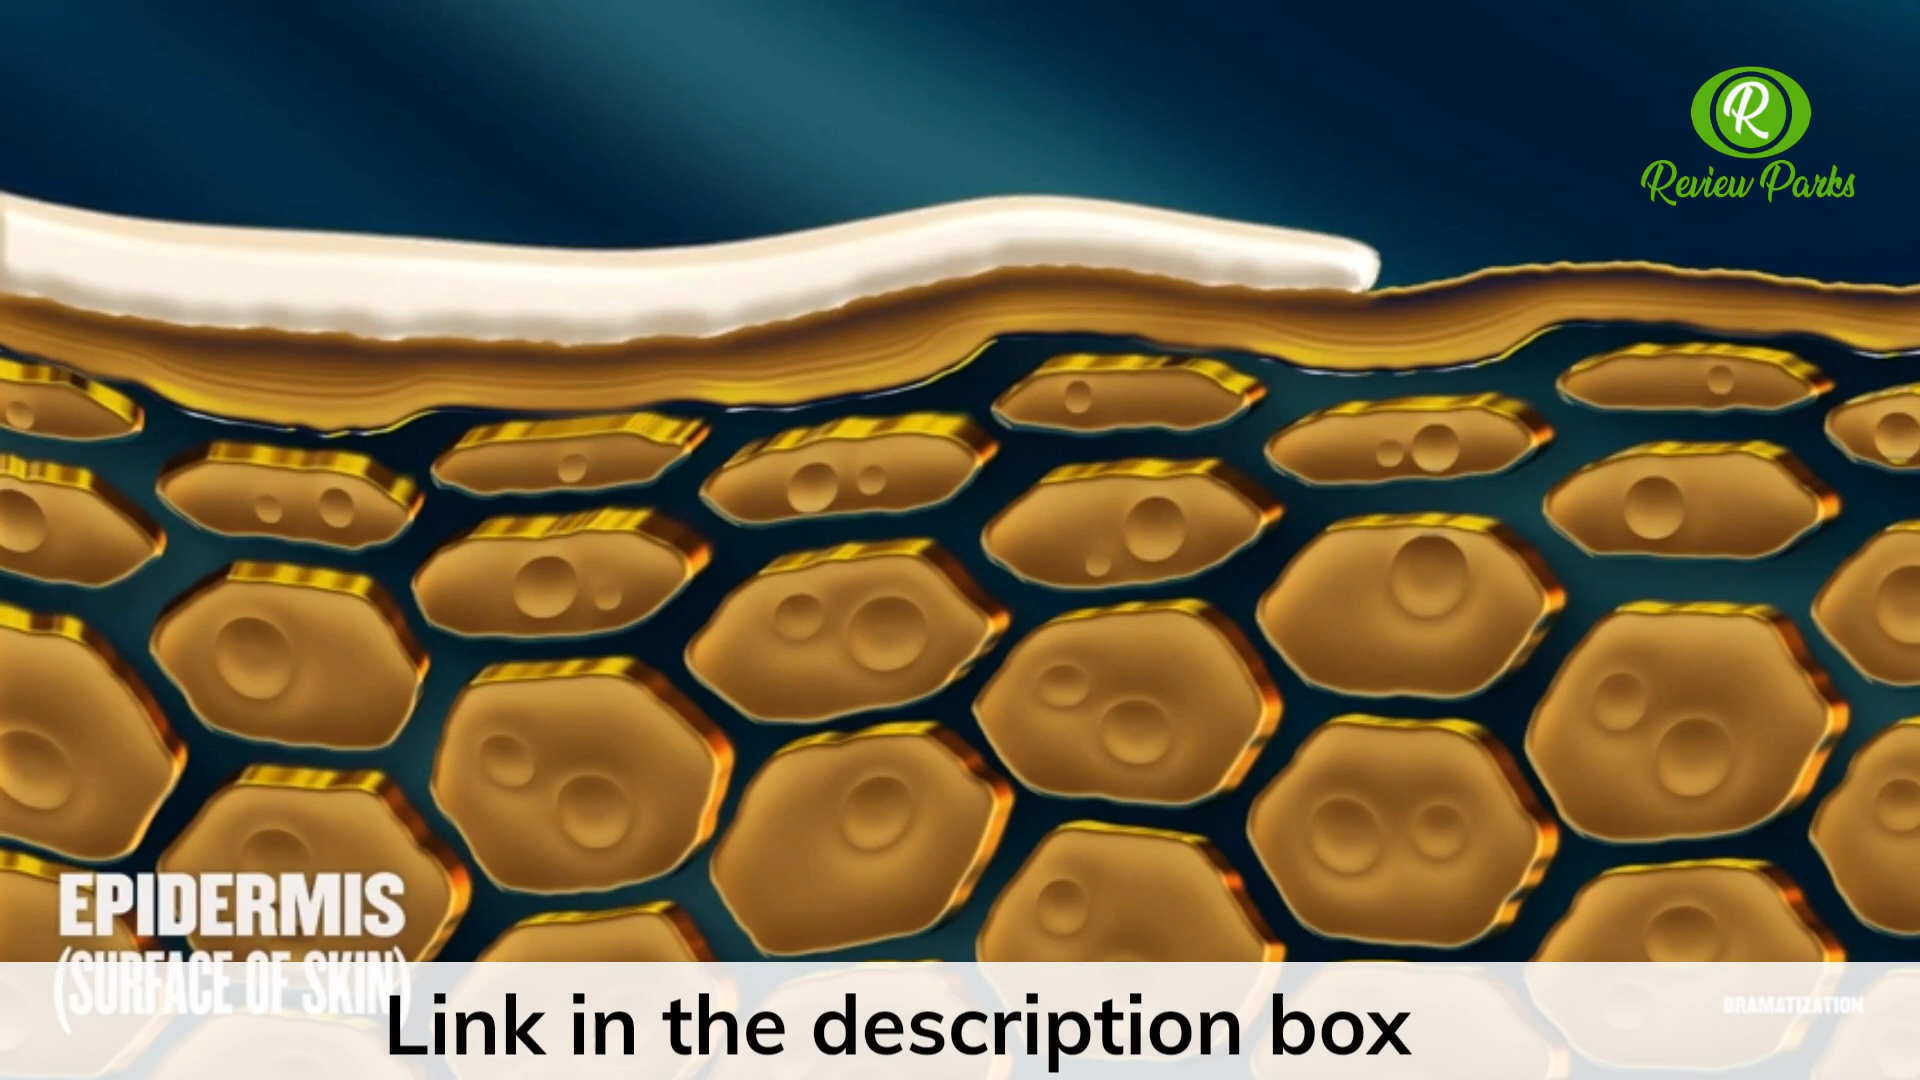 R
Review Parks
EPIDERMIS
(SURFACE OF SKIN)
DRAMATIZATION
Link in the description box